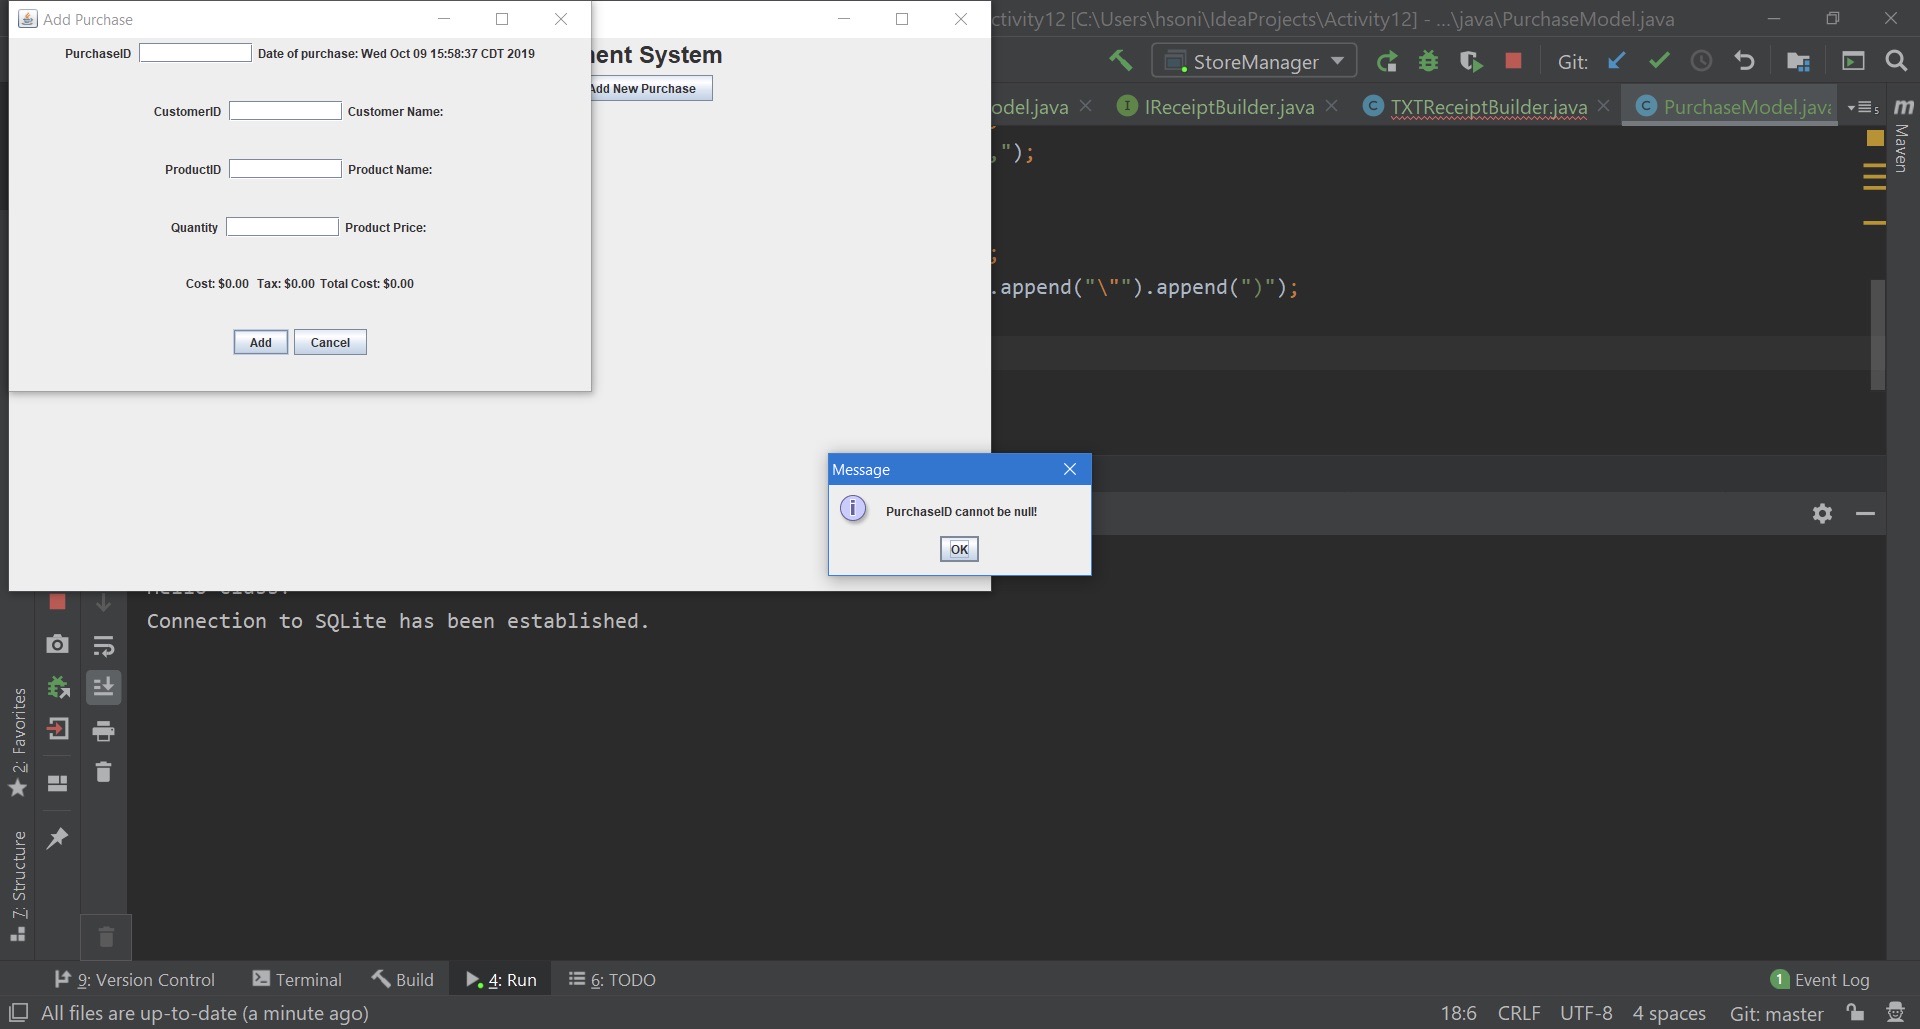 Add Purchase
PurchaseID Date of purchase: Wed Oct 09 15:58:37 CDT 2019
CustomerID Customer Name:
ProductID Product Name:
Quantity Product Price:
Cost: $0.00 Tax: $0.00 Total Cost: $0.00
Add Cancel
ent System
Add New Purchase
ctivity12 [C:\Users\hsoni\IdeaProjects\Activity12] - ...\java\PurchaseModel.java
StoreManager Git:
odel.java IReceiptBuilder.java TXTReceiptBuilder.java PurchaseModel.java
5
m Maven
");
;
.append("\"").append(")");
Message
PurchaseID cannot be null!
OK
Hello class!
Connection to SQLite has been established.
2: Favorites
7: Structure
9: Version Control Terminal Build 4: Run 6: TODO 1 Event Log
All files are up-to-date (a minute ago) 18:6 CRLF UTF-8 4 spaces Git: master